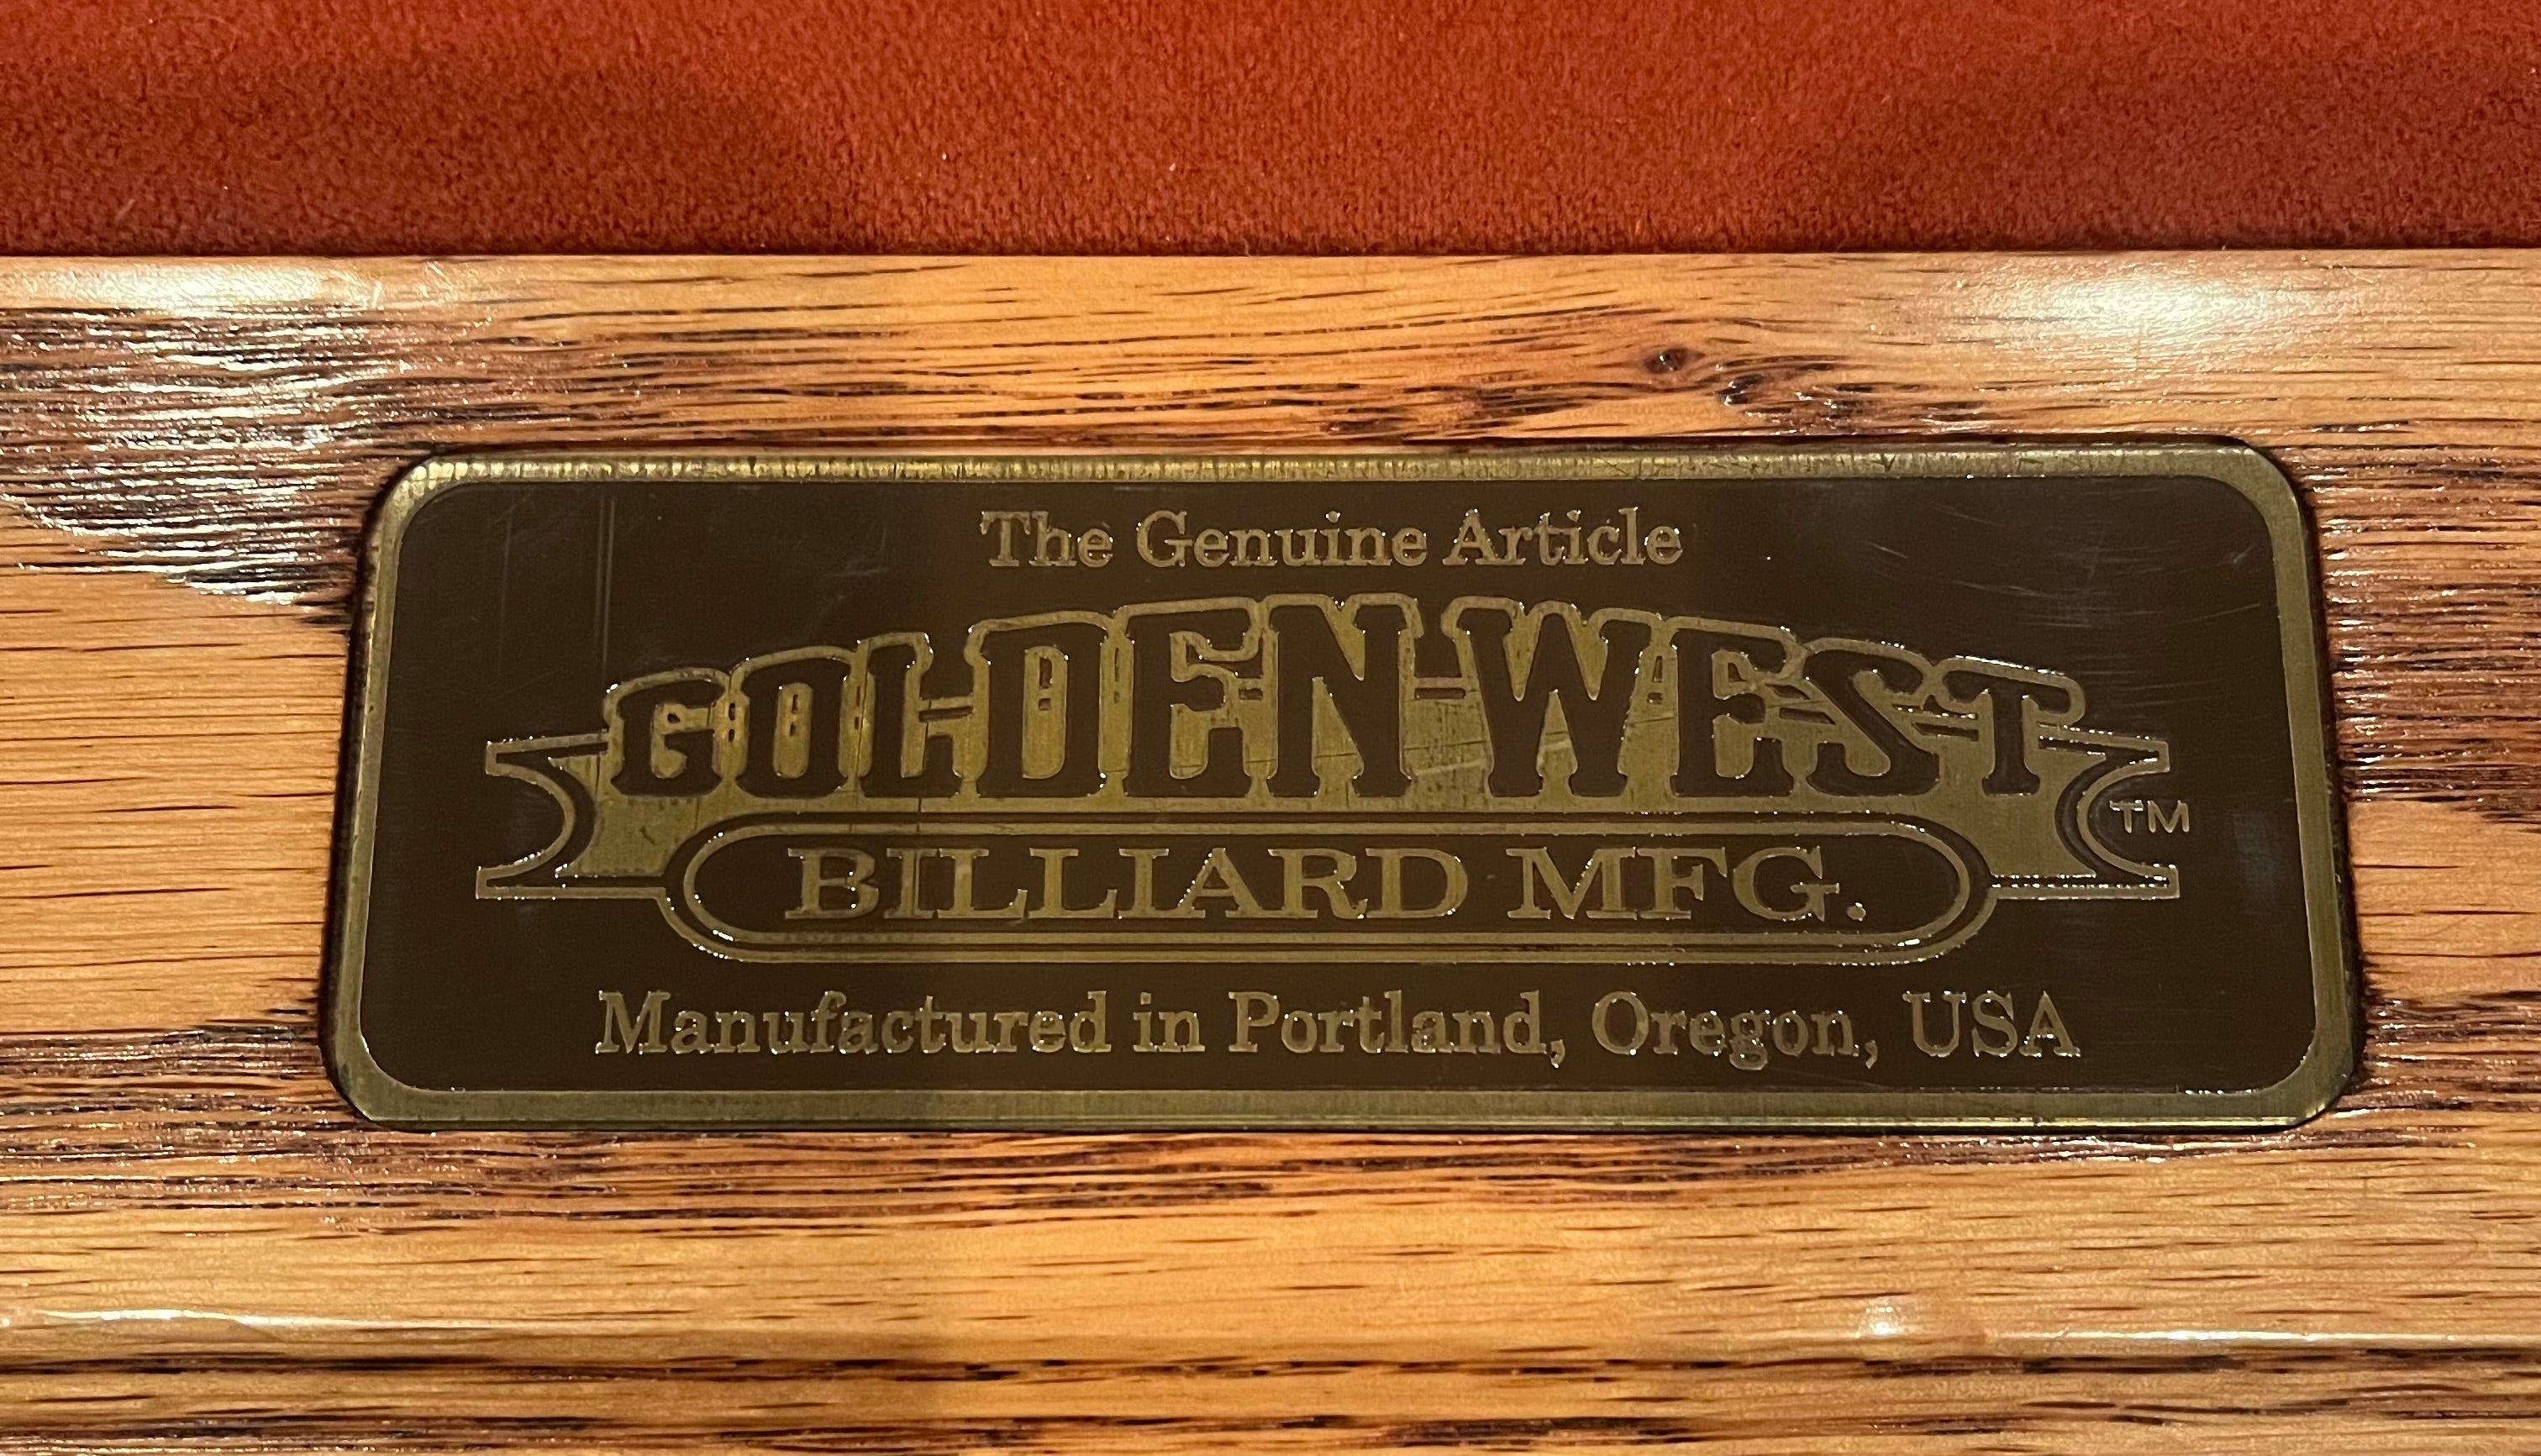 The Genuine Article
GOLDEN WEST
BILLIARD MFG.
TM
Manufactured in Portland, Oregon, USA